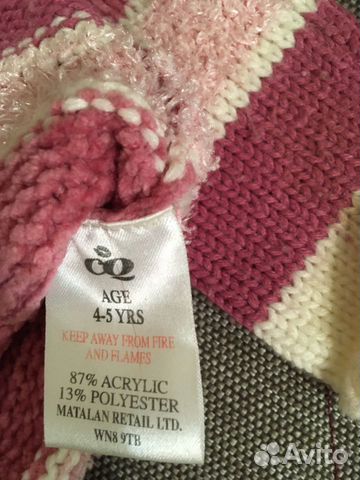 CQ
AGE
4-5 YRS
KEEP AWAY FROM FIRE
AND FLAMES
87% ACRYLIC
13% POLYESTER
MATALAN RETAIL LTD.
WN8 9TB
Avito